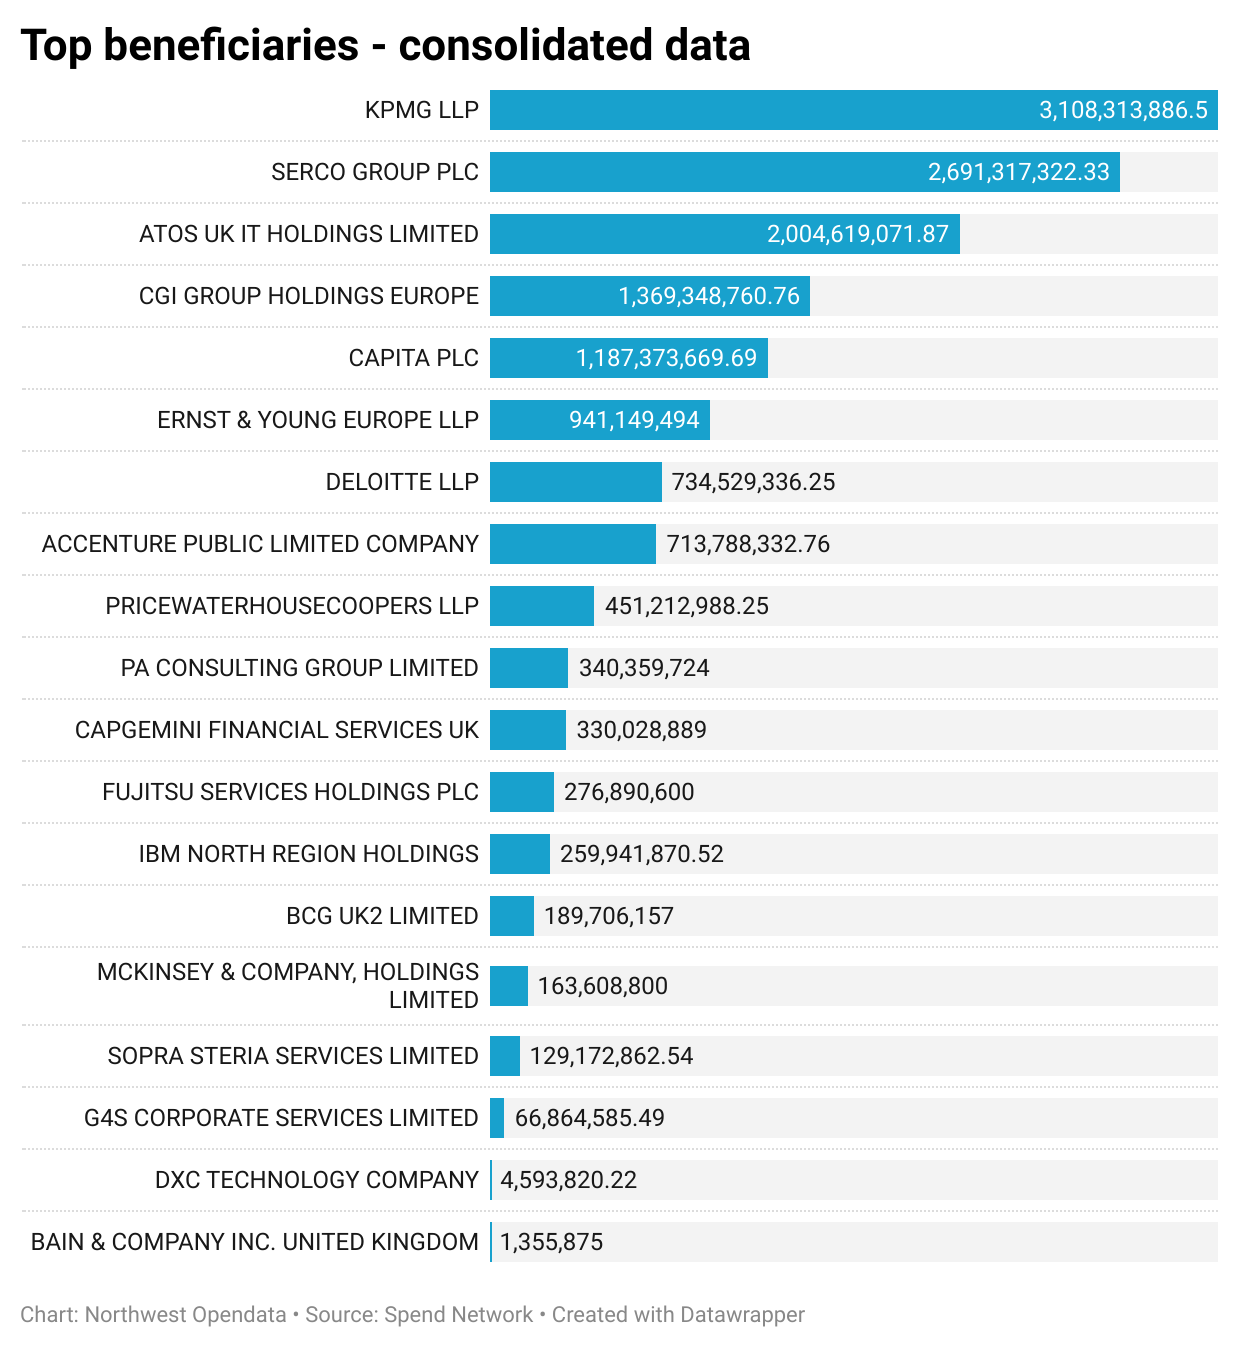 Top beneficiaries - consolidated data
KPMG LLP 3,108,313,886.5
SERCO GROUP PLC 2,691,317,322.33
ATOS UK IT HOLDINGS LIMITED 2,004,619,071.87
CGI GROUP HOLDINGS EUROPE 1,369,348,760.76
CAPITA PLC 1,187,373,669.69
ERNST & YOUNG EUROPE LLP 941,149,494
DELOITTE LLP 734,529,336.25
ACCENTURE PUBLIC LIMITED COMPANY 713,788,332.76
PRICEWATERHOUSECOOPERS LLP 451,212,988.25
PA CONSULTING GROUP LIMITED 340,359,724
CAPGEMINI FINANCIAL SERVICES UK 330,028,889
FUJITSU SERVICES HOLDINGS PLC 276,890,600
IBM NORTH REGION HOLDINGS 259,941,870.52
BCG UK2 LIMITED 189,706,157
MCKINSEY & COMPANY, HOLDINGS
LIMITED 163,608,800
SOPRA STERIA SERVICES LIMITED 129,172,862.54
G4S CORPORATE SERVICES LIMITED 66,864,585.49
DXC TECHNOLOGY COMPANY 4,593,820.22
BAIN & COMPANY INC. UNITED KINGDOM 1,355,875
Chart: Northwest Opendata • Source: Spend Network • Created with Datawrapper